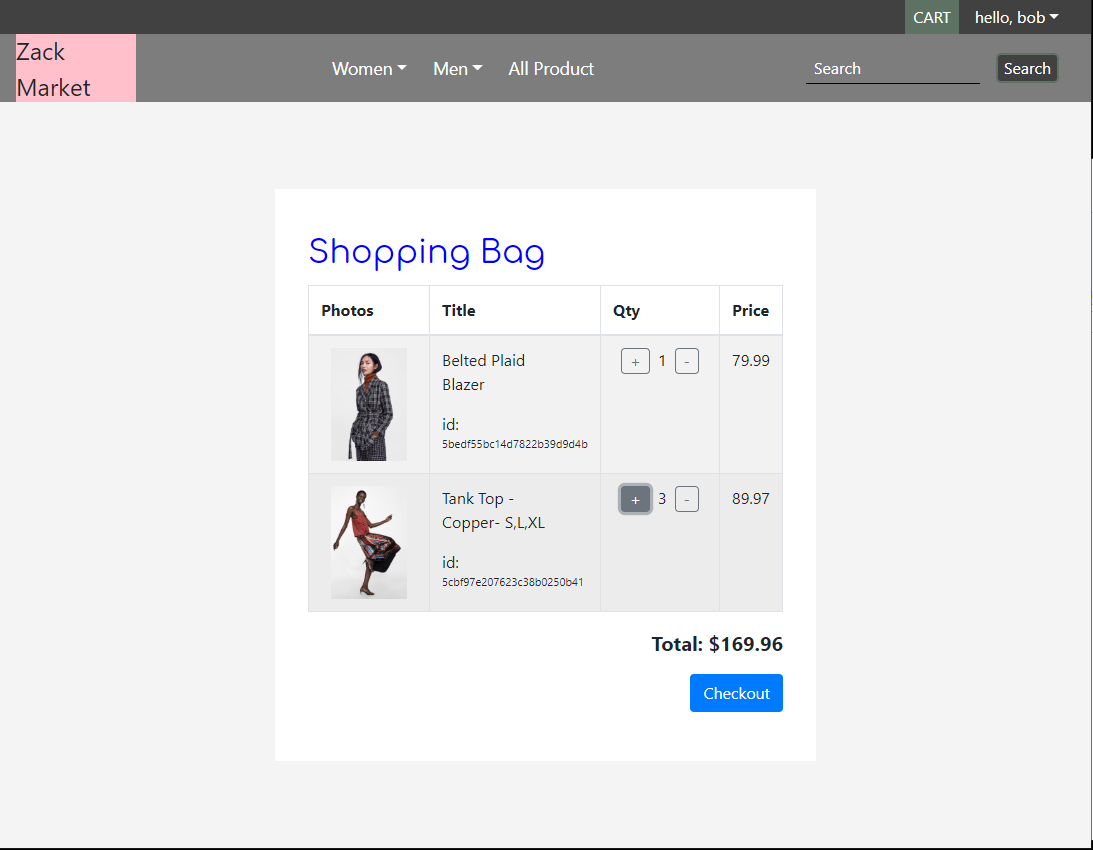 CART hello, bob
Zack
Market
Women Men All Product Search Search
Shopping Bag
Photos Title Qty Price
Belted Plaid
Blazer
+ 1 - 79.99
id:
5bedf55bc14d7822b39d9d4b
Tank Top -
Copper- S,L,XL
+ 3 - 89.97
id:
5cbf97e207623c38b0250b41
Total: $169.96
Checkout